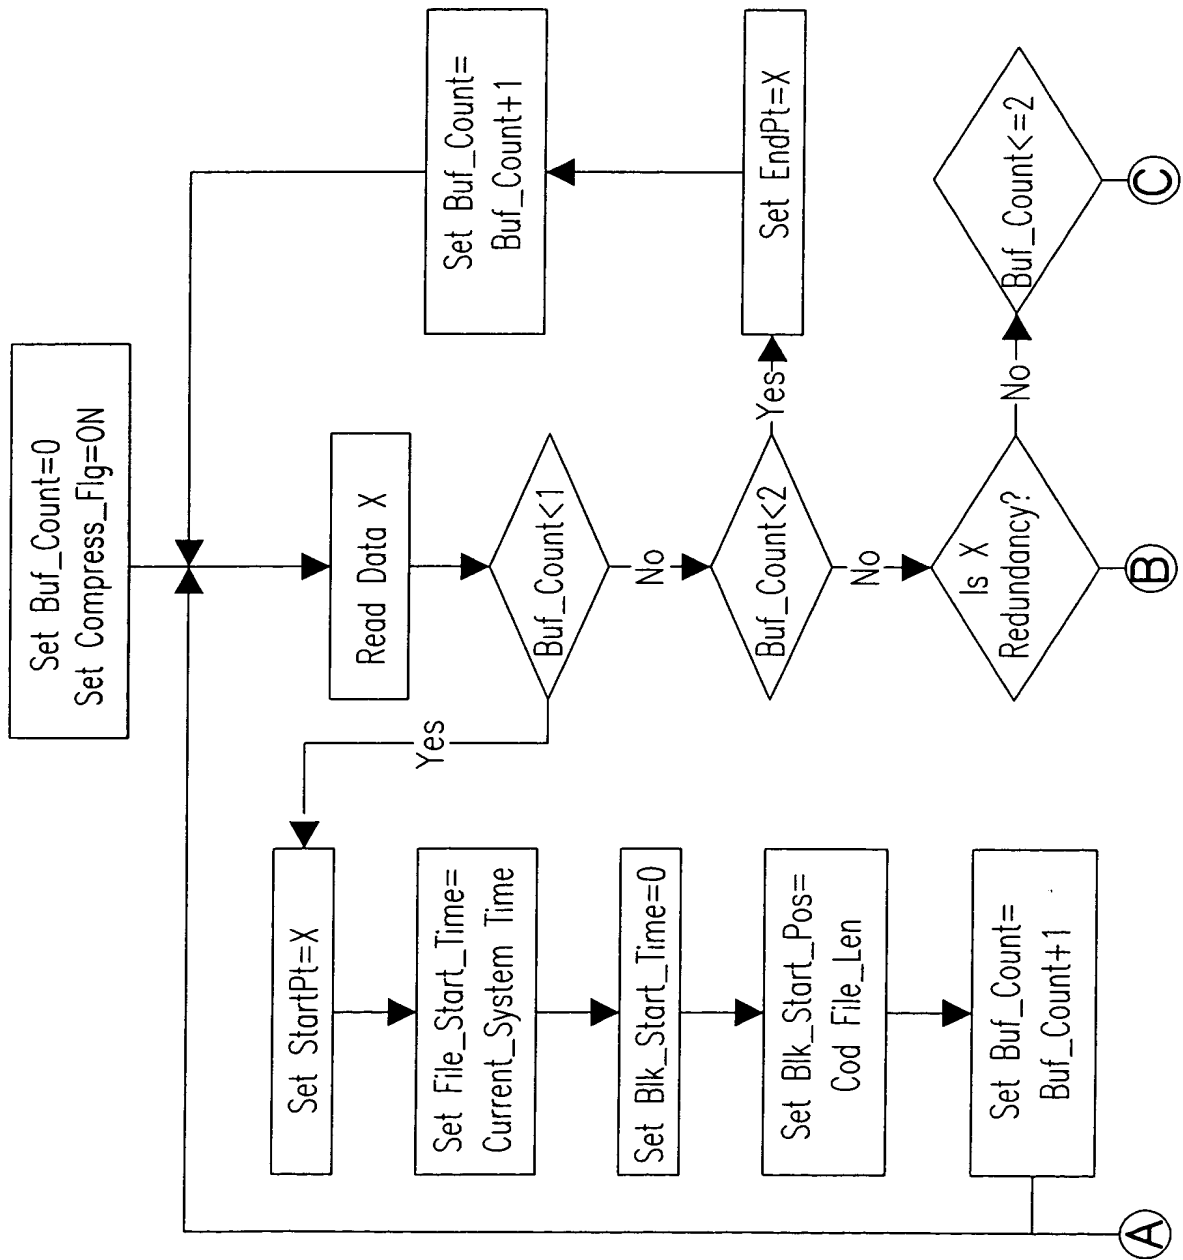 Set Buf_Count=0
Set Compress_Flg=ON
Read Data X
Buf_Count<1
Yes
No
Set StartPt=X
Set File_Start_Time=
Current_System Time
Set Blk_Start_Time=0
Set Blk_Start_Pos=
Cod File_Len
Set Buf_Count=
Buf_Count+1
Buf_Count<2
Yes
No
Set EndPt=X
Set Buf_Count=
Buf_Count+1
Is X
Redundancy?
No
Buf_Count<=2
A
B
C